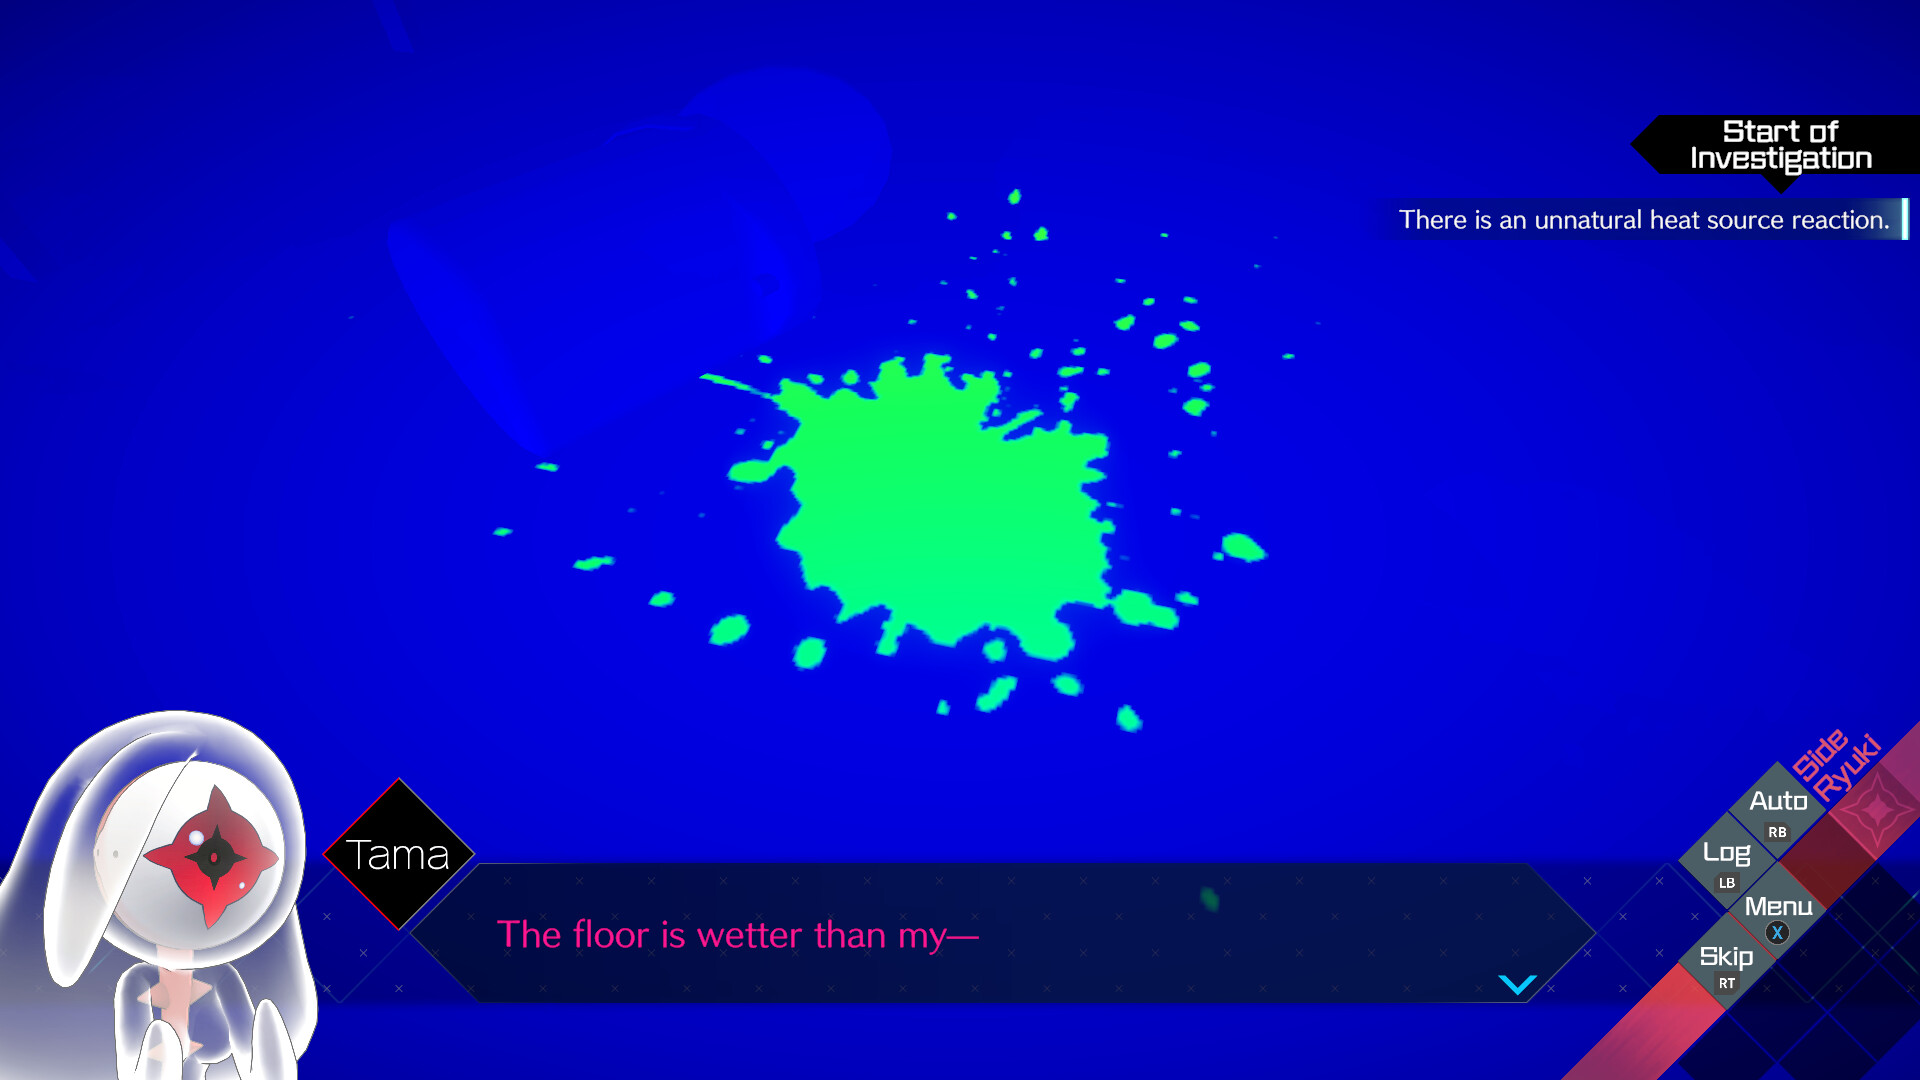 Start of
Investigation
There is an unnatural heat source reaction.
Side
Ryuki
Auto
RB
Log
LB
Menu
X
Skip
RT
Tama
The floor is wetter than my—